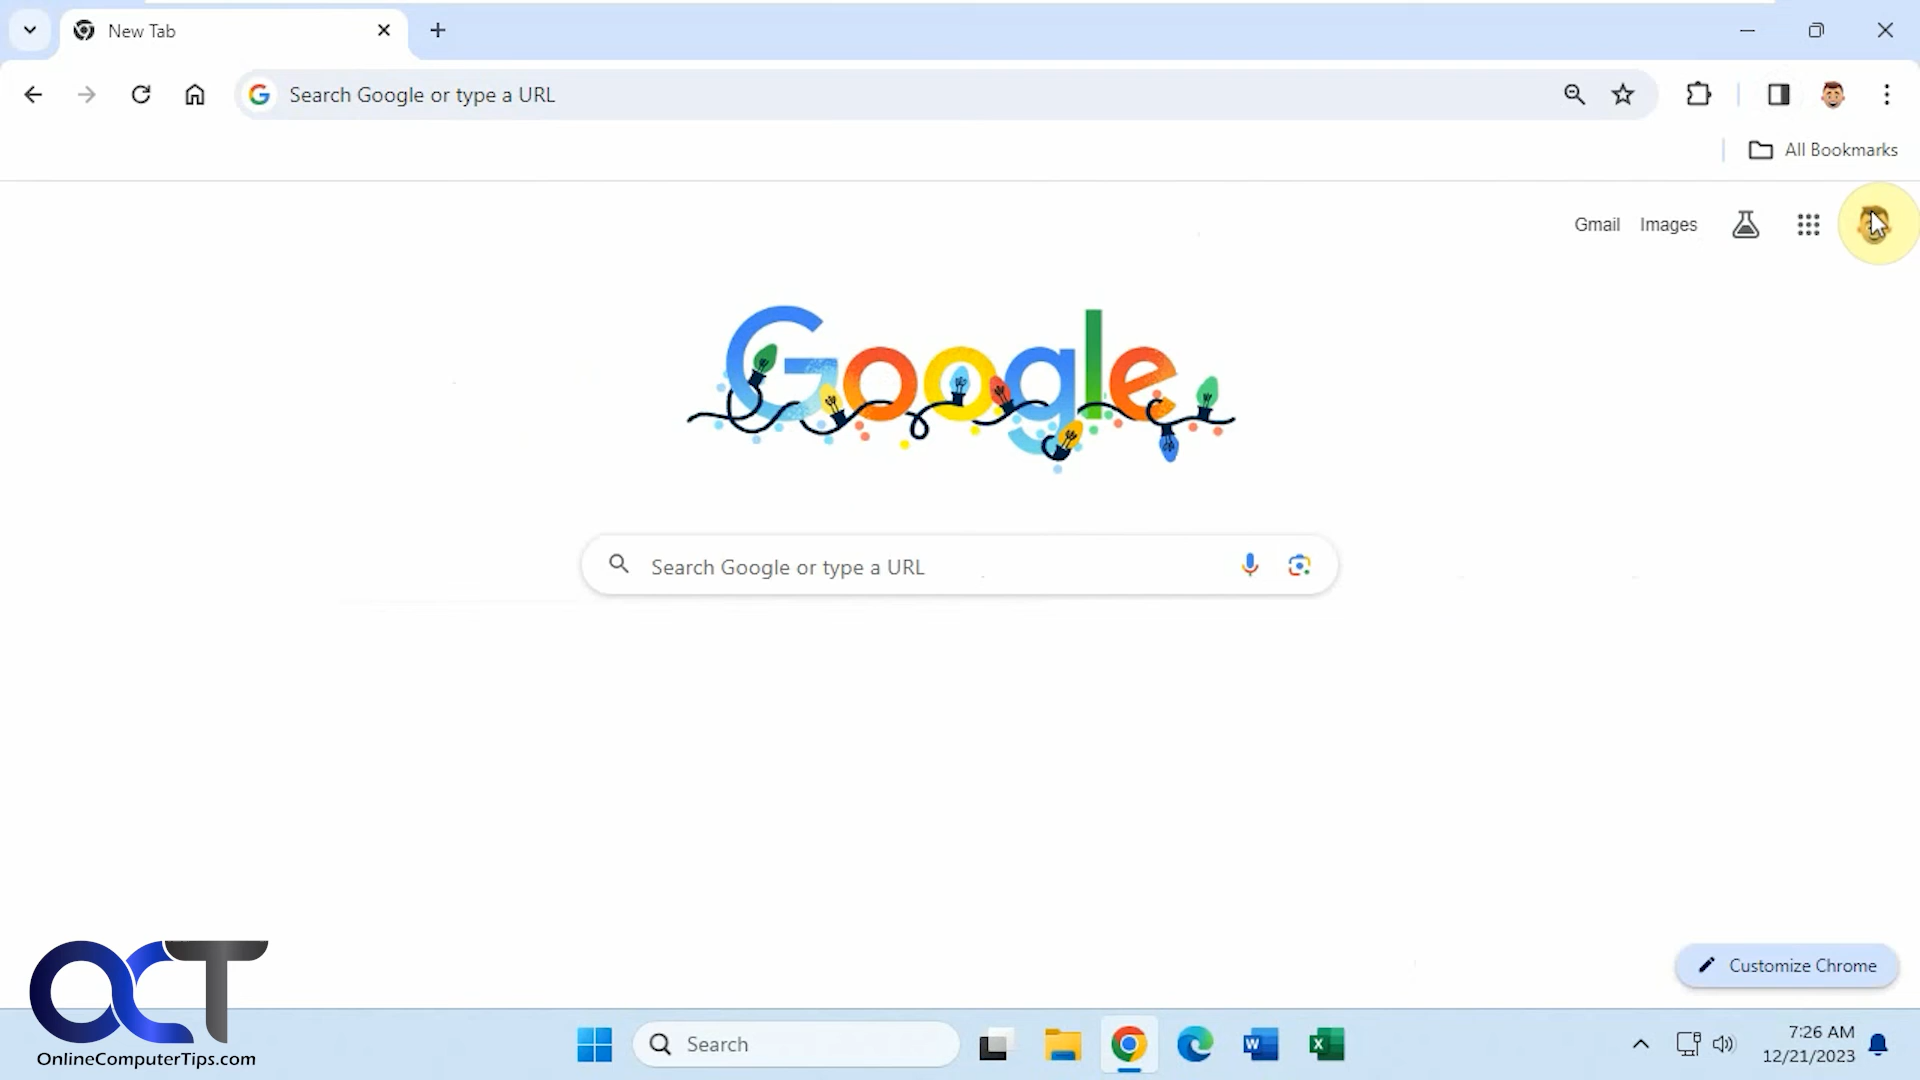 New Tab
Search Google or type a URL
All Bookmarks
Gmail Images
Google
Search Google or type a URL
Customize Chrome
OCT
OnlineComputerTips.com
Search
7:26 AM
12/21/2023